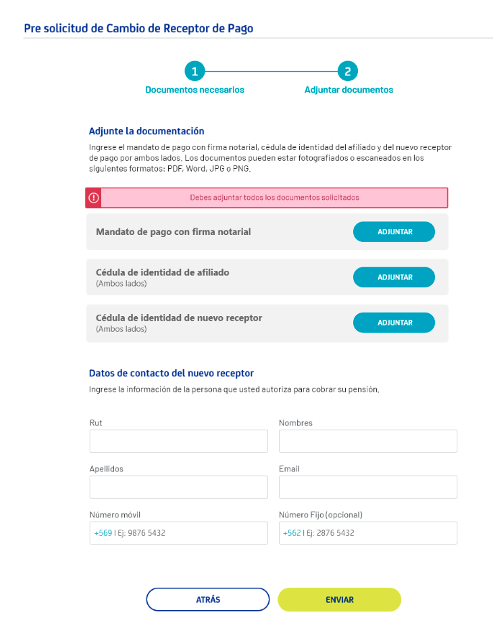 Pre solicitud de Cambio de Receptor de Pago
1 2
Documentos necesarios Adjuntar documentos
Adjunte la documentación
Ingrese el mandato de pago con firma notarial, cédula de identidad del afiliado y del nuevo receptor
de pago por ambos lados. Los documentos pueden estar fotografiados o escaneados en los
siguientes formatos: PDF, Word, JPG o PNG.
Debes adjuntar todos los documentos solicitados
Mandato de pago con firma notarial ADJUNTAR
Cédula de identidad de afiliado ADJUNTAR
(Ambos lados)
Cédula de identidad de nuevo receptor ADJUNTAR
(Ambos lados)
Datos de contacto del nuevo receptor
Ingrese la información de la persona que usted autoriza para cobrar su pensión.
Rut Nombres
Apellidos Email
Número móvil Número Fijo (opcional)
+569 | Ej: 9876 5432 +562 | Ej: 2876 5432
ATRÁS ENVIAR